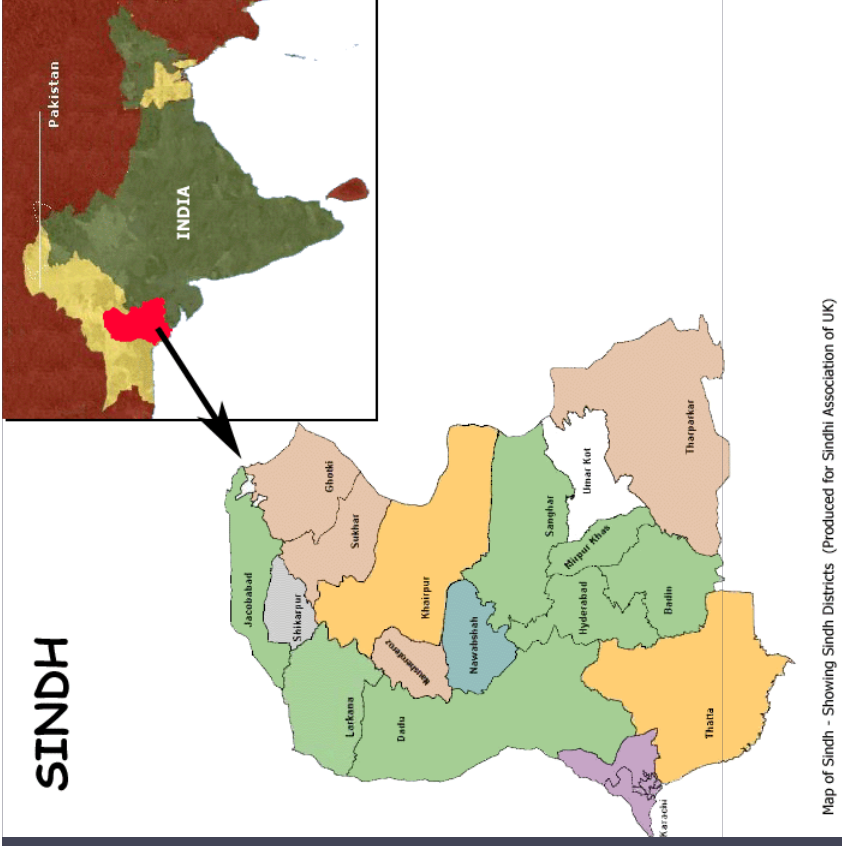 SINDH
Pakistan
INDIA
Jacobabad
Shikarpur
Ghotki
Sukhar
Larkana
Khairpur
Dadu
Nausheroferoz
Nawabshah
Sanghar
Umar Kot
Mirpur Khas
Hyderabad
Badin
Tharparkar
Thatta
Karachi
Map of Sindh - Showing Sindh Districts (Produced for Sindhi Association of UK)